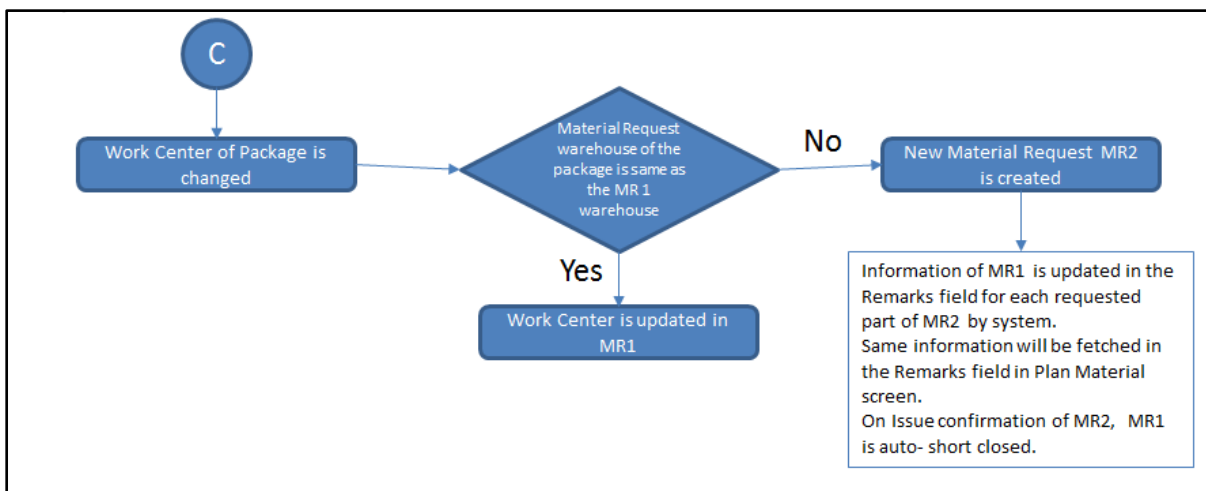 C
Work Center of Package is
changed
Material Request
warehouse of the
package is same as
the MR 1
warehouse
No
New Material Request MR2
is created
Yes
Work Center is updated in
MR1
Information of MR1 is updated in the
Remarks field for each requested
part of MR2 by system.
Same information will be fetched in
the Remarks field in Plan Material
screen.
On Issue confirmation of MR2, MR1
is auto- short closed.